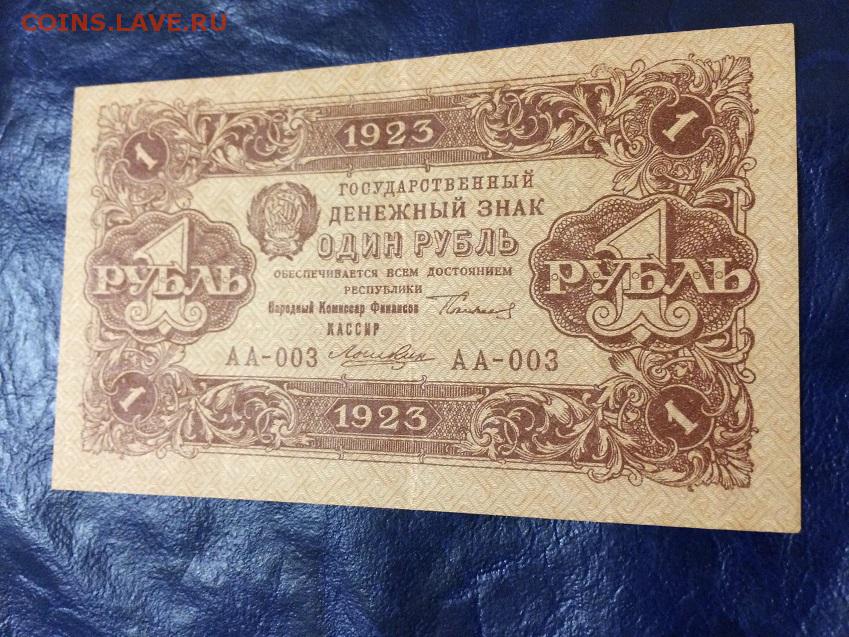 COINS.LAVE.RU
1 1923 1
ГОСУДАРСТВЕННЫЙ
ДЕНЕЖНЫЙ ЗНАК
ОДИН РУБЛЬ
1 РУБЛЬ
1 РУБЛЬ
ОБЕСПЕЧИВАЕТСЯ ВСЕМ ДОСТОЯНИЕМ
РЕСПУБЛИКИ
Народный Комиссар Финансов
КАССИР
АА-003 АА-003
1 1923 1